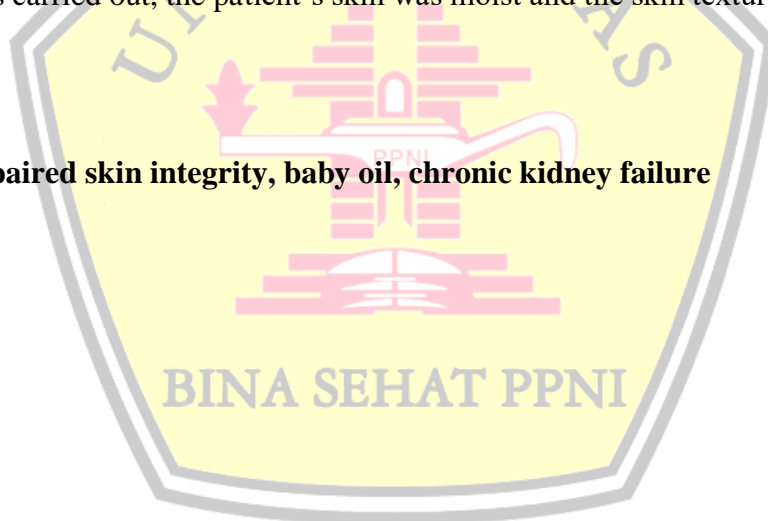 carried out, the patient's skin was moist and the skin textur
U AS
PPNI
paired skin integrity, baby oil, chronic kidney failure
BINA SEHAT PPNI